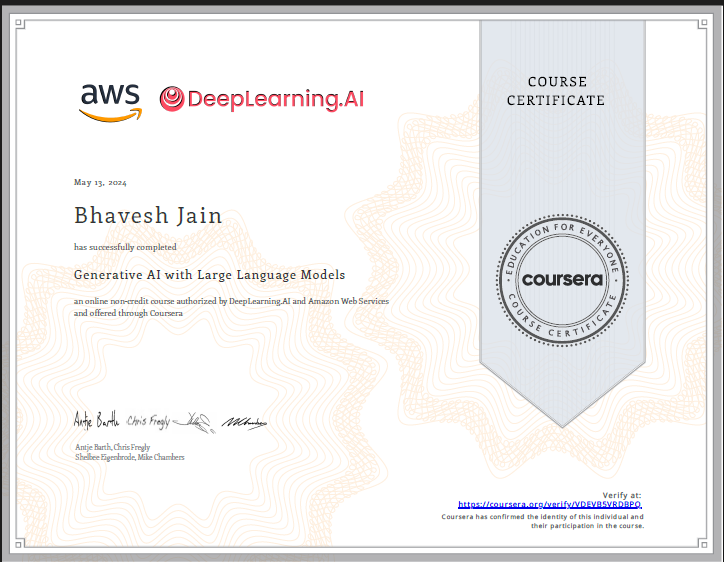 aws DeepLearning.AI
COURSE
CERTIFICATE
May 13, 2024
Bhavesh Jain
has successfully completed
Generative AI with Large Language Models
an online non-credit course authorized by DeepLearning.AI and Amazon Web Services
and offered through Coursera
EDUCATION FOR EVERYONE
coursera
COURSE CERTIFICATE
Antje Barth Chris Fregly
Antje Barth, Chris Fregly
Shelbee Eigenbrode, Mike Chambers
Verify at:
https://coursera.org/verify/VDEVB5VRDBPQ
Coursera has confirmed the identity of this individual and
their participation in the course.